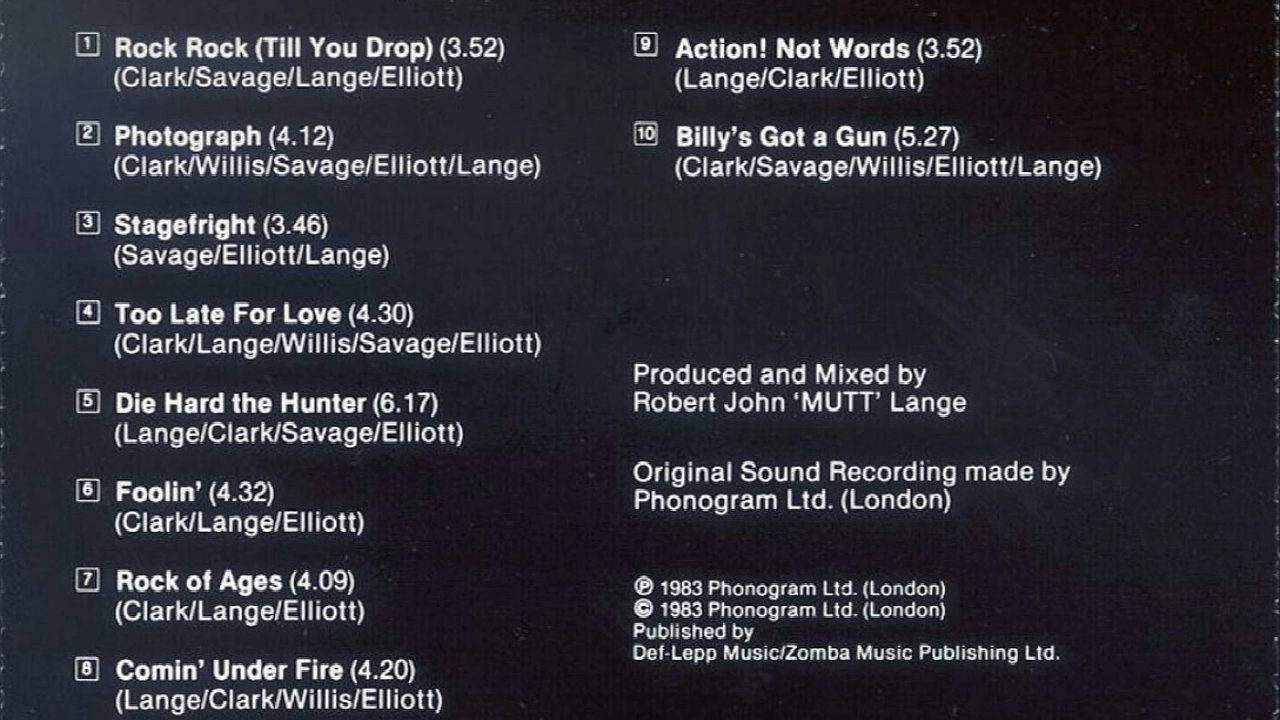 1 Rock Rock (Till You Drop) (3.52)
(Clark/Savage/Lange/Elliott)
2 Photograph (4.12)
(Clark/Willis/Savage/Elliott/Lange)
3 Stagefright (3.46)
(Savage/Elliott/Lange)
4 Too Late For Love (4.30)
(Clark/Lange/Willis/Savage/Elliott)
5 Die Hard the Hunter (6.17)
(Lange/Clark/Savage/Elliott)
6 Foolin’ (4.32)
(Clark/Lange/Elliott)
7 Rock of Ages (4.09)
(Clark/Lange/Elliott)
8 Comin’ Under Fire (4.20)
(Lange/Clark/Willis/Elliott)
9 Action! Not Words (3.52)
(Lange/Clark/Elliott)
10 Billy’s Got a Gun (5.27)
(Clark/Savage/Willis/Elliott/Lange)
Produced and Mixed by
Robert John ‘MUTT’ Lange
Original Sound Recording made by
Phonogram Ltd. (London)
℗ 1983 Phonogram Ltd. (London)
© 1983 Phonogram Ltd. (London)
Published by
Def-Lepp Music/Zomba Music Publishing Ltd.